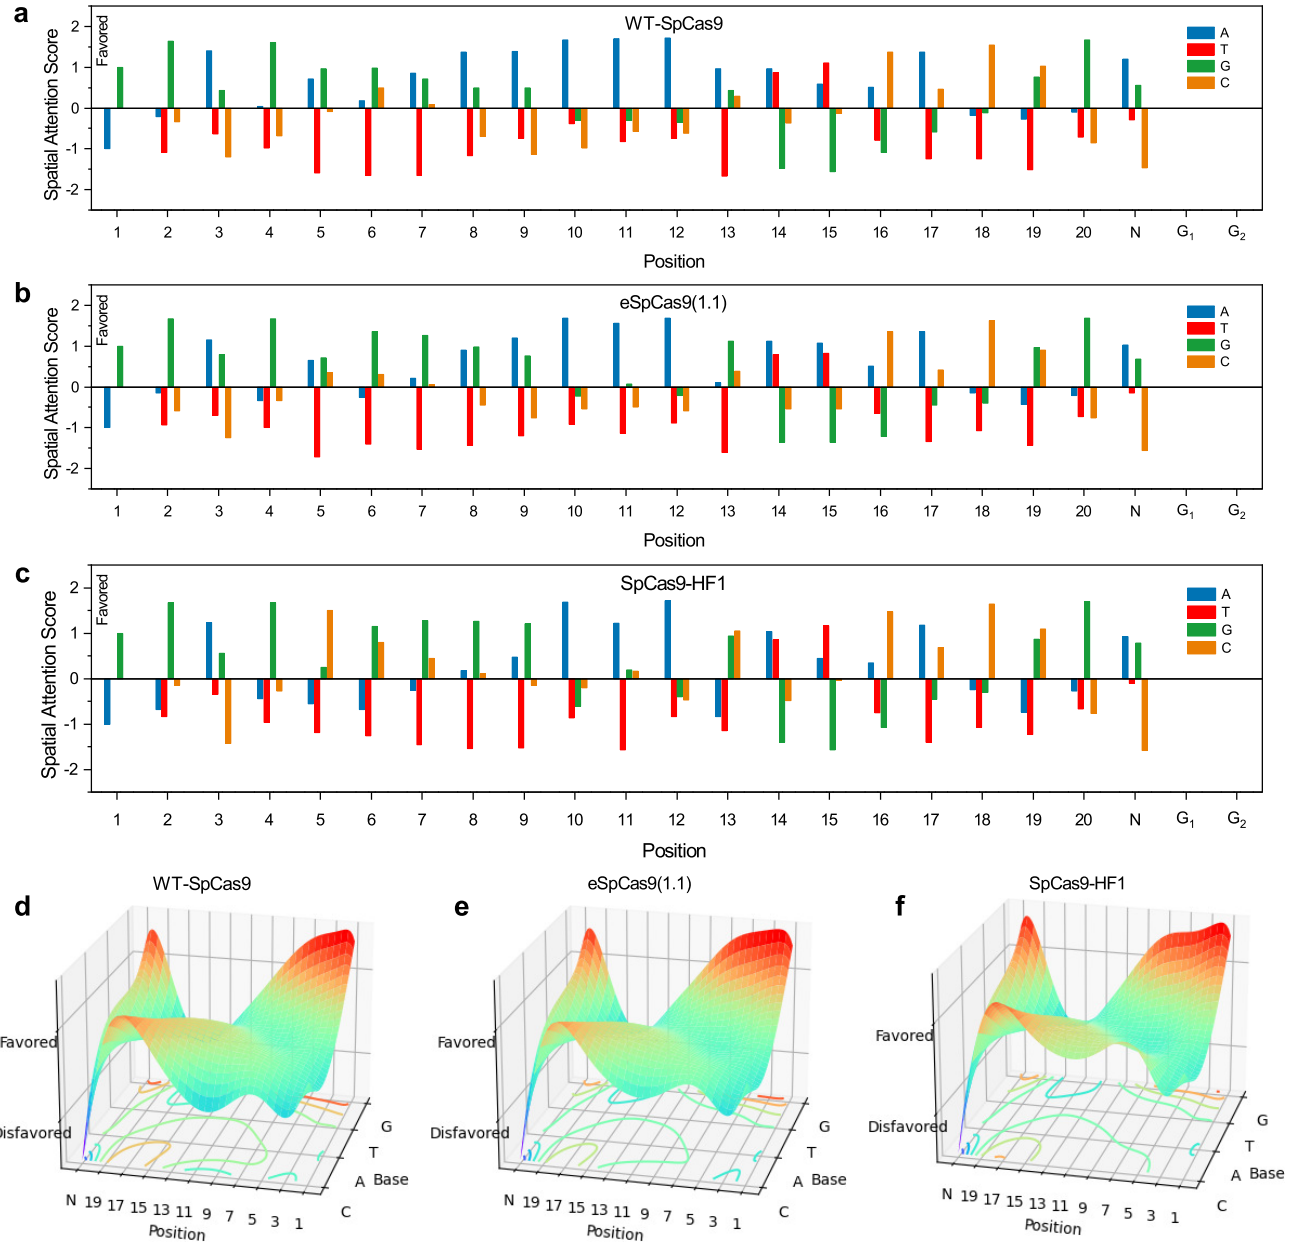 a
WT-SpCas9
Favored
Spatial Attention Score
2
1
0
-1
-2
A
T
G
C
1 2 3 4 5 6 7 8 9 10 11 12 13 14 15 16 17 18 19 20 N G1 G2
Position
b
eSpCas9(1.1)
Favored
Spatial Attention Score
2
1
0
-1
-2
A
T
G
C
1 2 3 4 5 6 7 8 9 10 11 12 13 14 15 16 17 18 19 20 N G1 G2
Position
c
SpCas9-HF1
Favored
Spatial Attention Score
2
1
0
-1
-2
A
T
G
C
1 2 3 4 5 6 7 8 9 10 11 12 13 14 15 16 17 18 19 20 N G1 G2
Position
d
WT-SpCas9
Favored
Disfavored
N 19 17 15 13 11 9 7 5 3 1
Position
G
T
A
C
Base
e
eSpCas9(1.1)
Favored
Disfavored
N 19 17 15 13 11 9 7 5 3 1
Position
G
T
A
C
Base
f
SpCas9-HF1
Favored
Disfavored
N 19 17 15 13 11 9 7 5 3 1
Position
G
T
A
C
Base